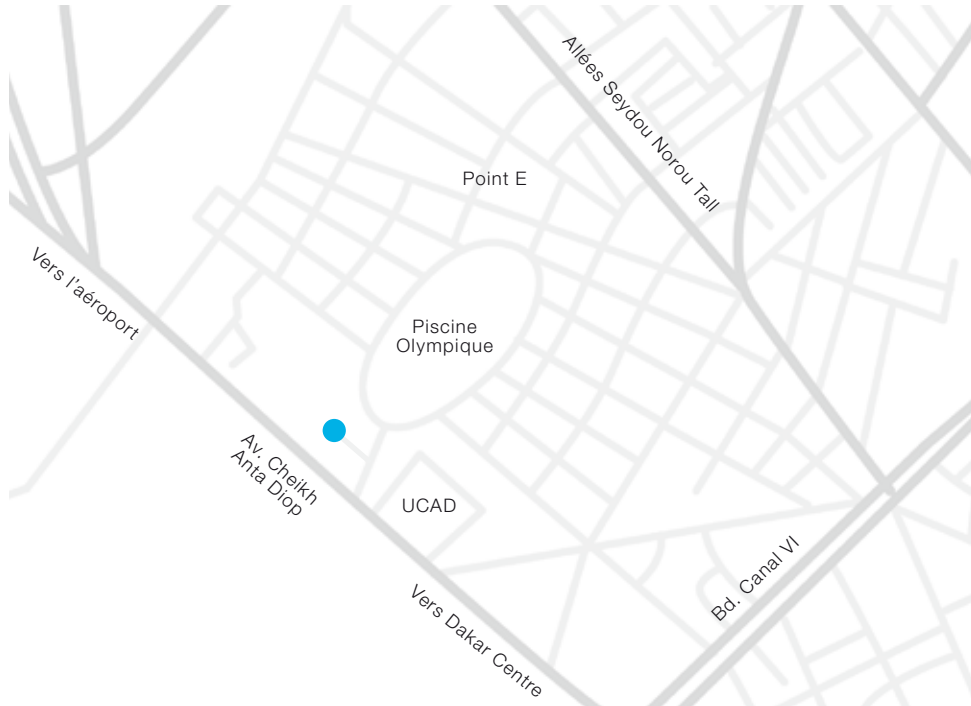 Allées Seydou Norou Tall
Point E
Vers l'aéroport
Piscine
Olympique
Av. Cheikh
Anta Diop
UCAD
Bd. Canal VI
Vers Dakar Centre